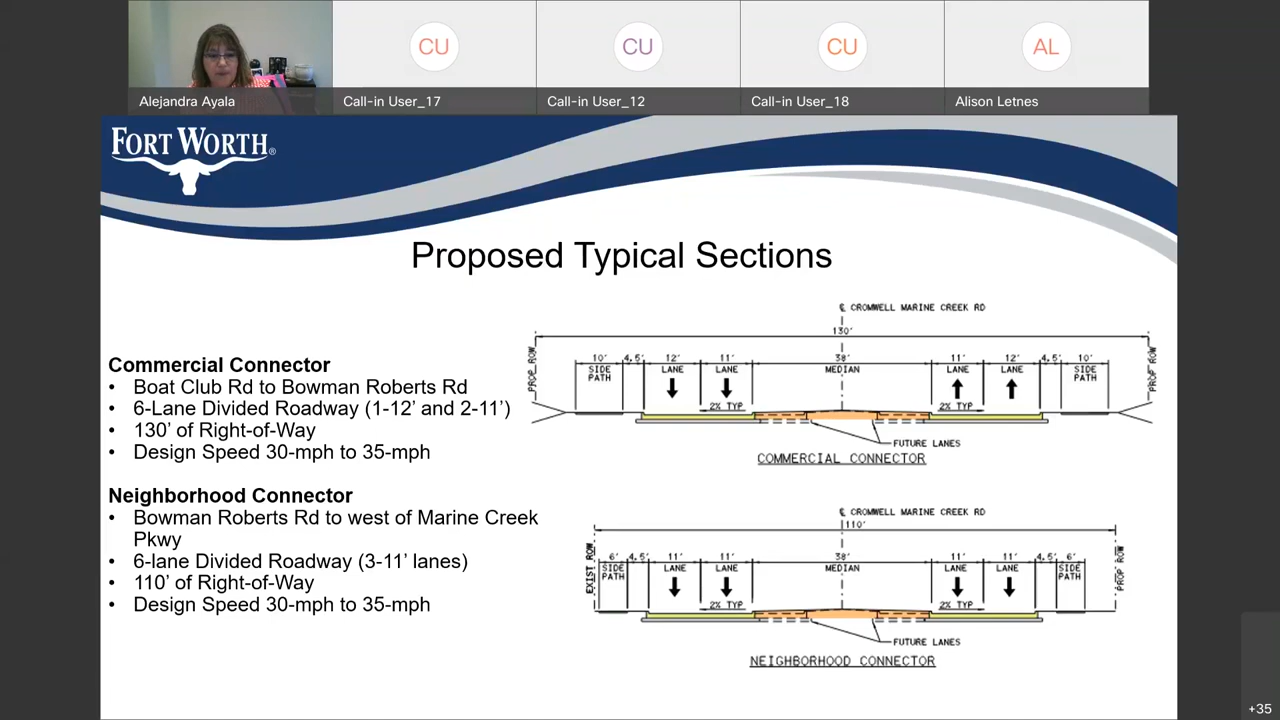 CU
CU
CU
AL
Alejandra Ayala
Call-in User_17
Call-in User_12
Call-in User_18
Alison Letnes
FORT WORTH®
Proposed Typical Sections
Commercial Connector
• Boat Club Rd to Bowman Roberts Rd
• 6-Lane Divided Roadway (1-12’ and 2-11’)
• 130’ of Right-of-Way
• Design Speed 30-mph to 35-mph
Neighborhood Connector
• Bowman Roberts Rd to west of Marine Creek
Pkwy
• 6-lane Divided Roadway (3-11’ lanes)
• 110’ of Right-of-Way
• Design Speed 30-mph to 35-mph
℄ CROMWELL MARINE CREEK RD
130'
PROP ROW
10' 4.5' 12' 11' 38' 11' 12' 4.5' 10'
SIDE PATH LANE LANE MEDIAN LANE LANE SIDE PATH
PROP ROW
2% TYP 2% TYP
FUTURE LANES
COMMERCIAL CONNECTOR
℄ CROMWELL MARINE CREEK RD
110'
EXIST ROW
6' 4.5' 11' 11' 38' 11' 11' 4.5' 6'
SIDE PATH LANE LANE MEDIAN LANE LANE SIDE PATH
PROP ROW
2% TYP 2% TYP
FUTURE LANES
NEIGHBORHOOD CONNECTOR
+35